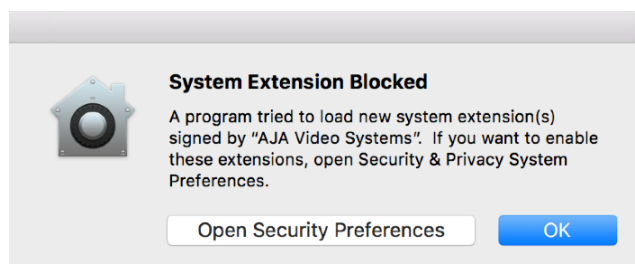 System Extension Blocked
A program tried to load new system extension(s)
signed by “AJA Video Systems”.  If you want to enable
these extensions, open Security & Privacy System
Preferences.
Open Security Preferences
OK